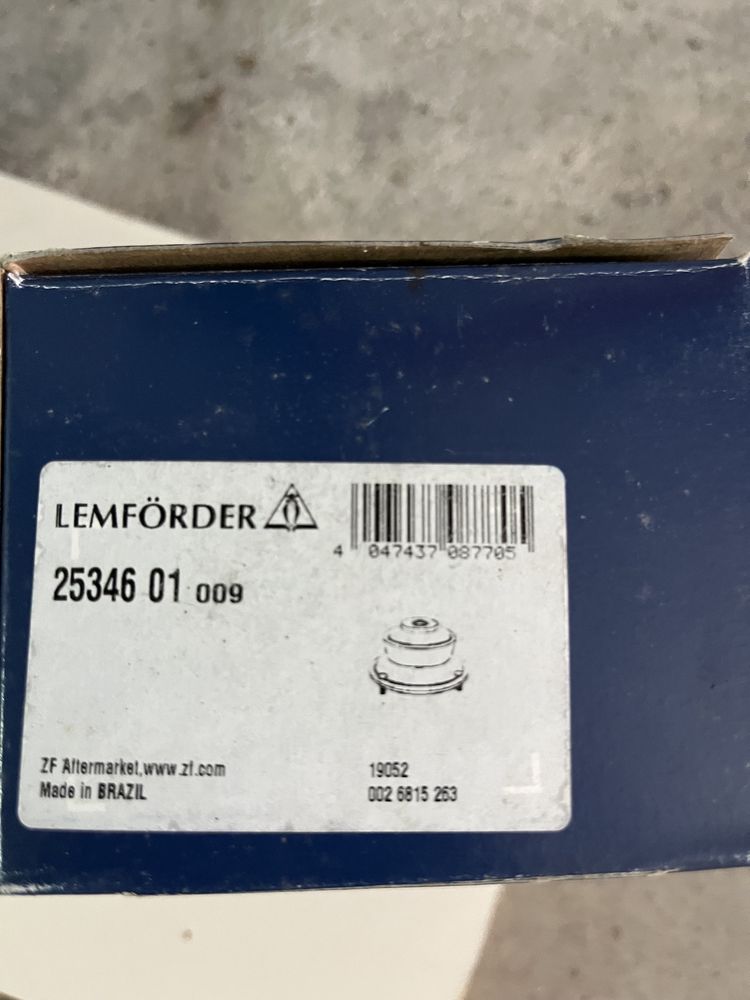 LEMFÖRDER
4 047437 087705
25346 01 009
ZF Aftermarket,www.zf.com
Made in BRAZIL
19052
002 6815 263